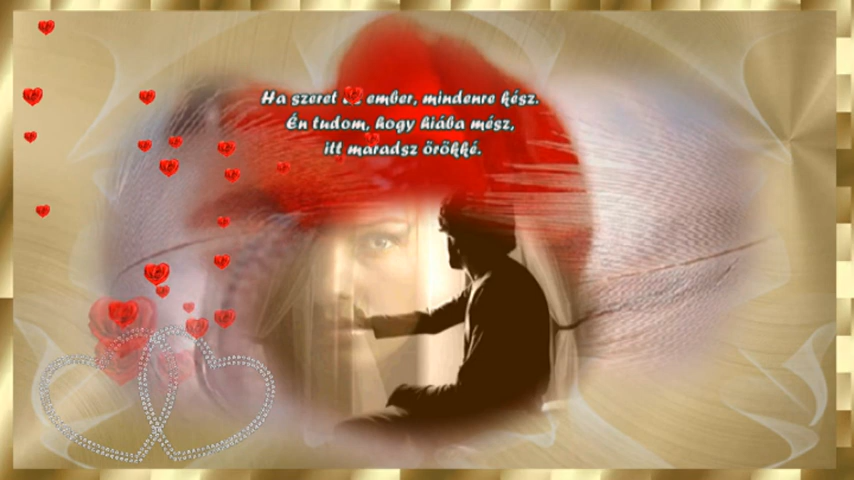 Ha szeret ember, mindenre kész.
Én tudom, hogy hiába mész,
itt maradsz örökké.